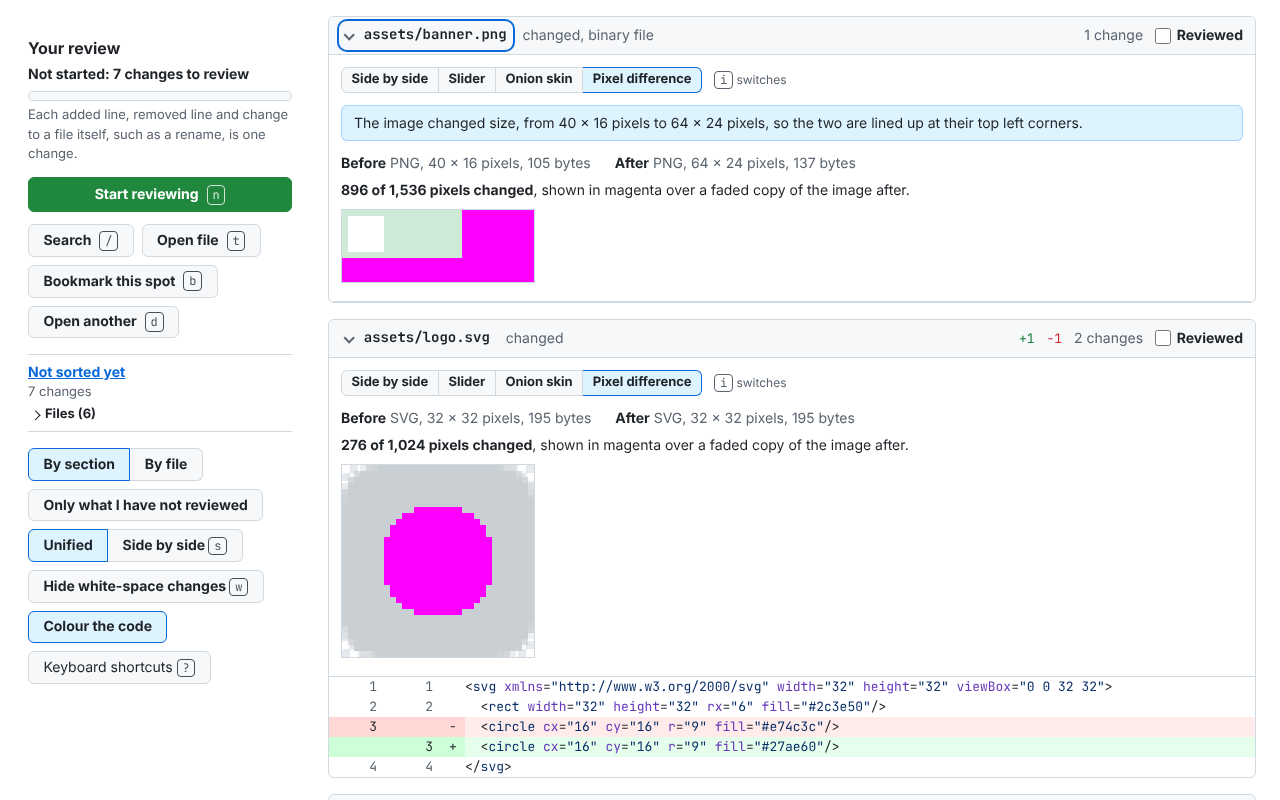 Your review
Not started: 7 changes to review
Each added line, removed line and change
to a file itself, such as a rename, is one
change.
Start reviewing n
Search / Open file t
Bookmark this spot b
Open another d
Not sorted yet
7 changes
Files (6)
By section By file
Only what I have not reviewed
Unified Side by side s
Hide white-space changes w
Colour the code
Keyboard shortcuts ?
assets/banner.png changed, binary file 1 change Reviewed
Side by side Slider Onion skin Pixel difference i switches
The image changed size, from 40 × 16 pixels to 64 × 24 pixels, so the two are lined up at their top left corners.
Before PNG, 40 × 16 pixels, 105 bytes After PNG, 64 × 24 pixels, 137 bytes
896 of 1,536 pixels changed, shown in magenta over a faded copy of the image after.
assets/logo.svg changed +1 -1 2 changes Reviewed
Side by side Slider Onion skin Pixel difference i switches
Before SVG, 32 × 32 pixels, 195 bytes After SVG, 32 × 32 pixels, 195 bytes
276 of 1,024 pixels changed, shown in magenta over a faded copy of the image after.
1 1 <svg xmlns="http://www.w3.org/2000/svg" width="32" height="32" viewBox="0 0 32 32">
2 2 <rect width="32" height="32" rx="6" fill="#2c3e50"/>
3 - <circle cx="16" cy="16" r="9" fill="#e74c3c"/>
3 + <circle cx="16" cy="16" r="9" fill="#27ae60"/>
4 4 </svg>